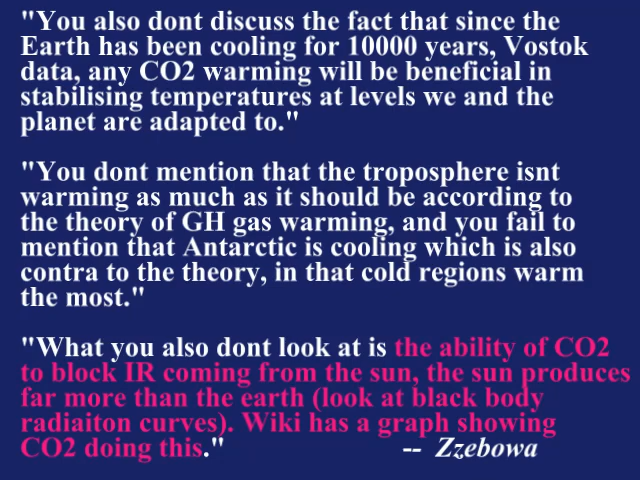 "You also dont discuss the fact that since the
Earth has been cooling for 10000 years, Vostok
data, any CO2 warming will be beneficial in
stabilising temperatures at levels we and the
planet are adapted to."
"You dont mention that the troposphere isnt
warming as much as it should be according to
the theory of GH gas warming, and you fail to
mention that Antarctic is cooling which is also
contra to the theory, in that cold regions warm
the most."
"What you also dont look at is the ability of CO2
to block IR coming from the sun, the sun produces
far more than the earth (look at black body
radiaiton curves). Wiki has a graph showing
CO2 doing this." -- Zzebowa